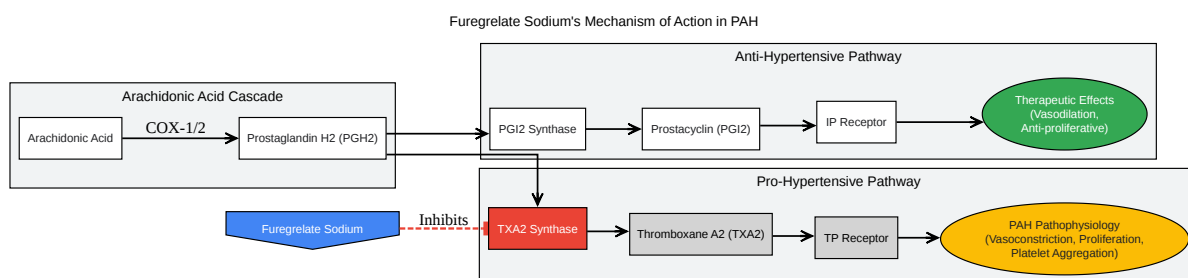 Furegrelate Sodium's Mechanism of Action in PAH
Anti-Hypertensive Pathway
Arachidonic Acid Cascade
Arachidonic Acid
COX-1/2
Prostaglandin H2 (PGH2)
PGI2 Synthase
Prostacyclin (PGI2)
IP Receptor
Therapeutic Effects
(Vasodilation,
Anti-proliferative)
Pro-Hypertensive Pathway
Furegrelate Sodium
Inhibits
TXA2 Synthase
Thromboxane A2 (TXA2)
TP Receptor
PAH Pathophysiology
(Vasoconstriction, Proliferation,
Platelet Aggregation)